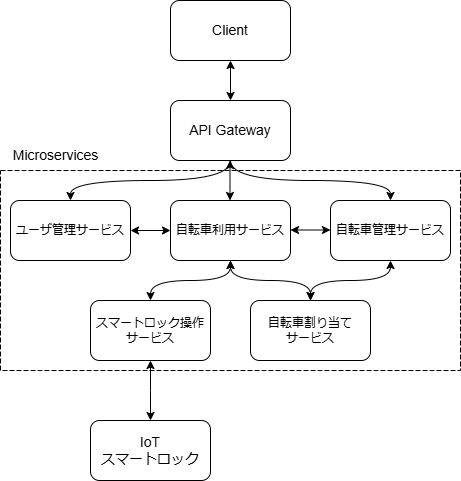 Client
API Gateway
Microservices
ユーザ管理サービス
自転車利用サービス
自転車管理サービス
スマートロック操作
サービス
自転車割り当て
サービス
IoT
スマートロック